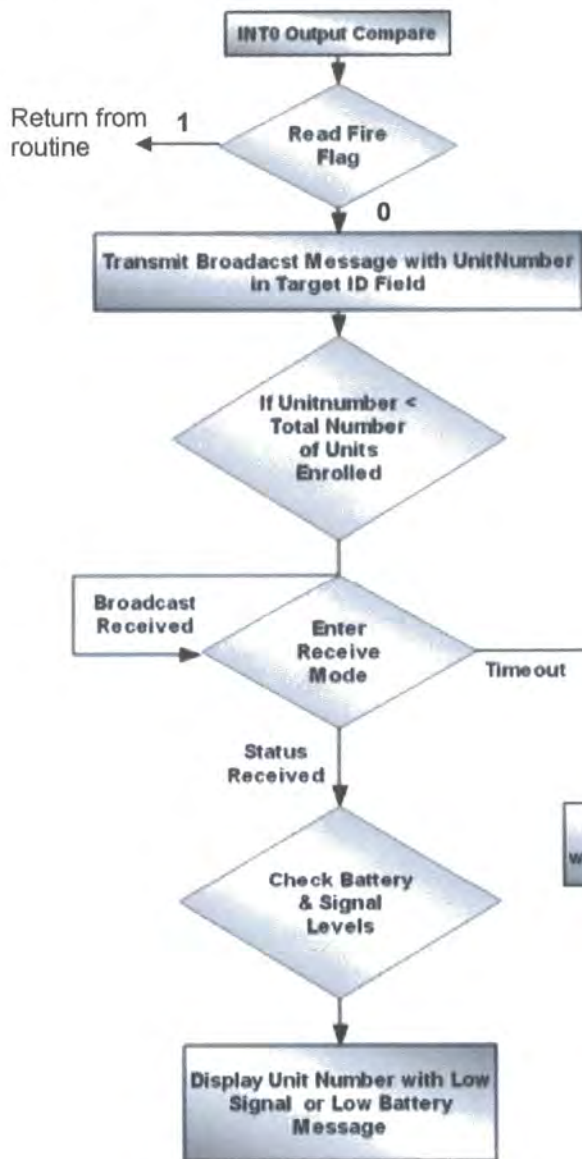 INT0 Output Compare
Return from
routine
1
Read Fire
Flag
0
Transmit Broadacst Message with UnitNumber
in Target ID Field
If Unitnumber <
Total Number
of Units
Enrolled
Broadcast
Received
Enter
Receive
Mode
Timeout
Status
Received
Check Battery
& Signal
Levels
w
Display Unit Number with Low
Signal or Low Battery
Message